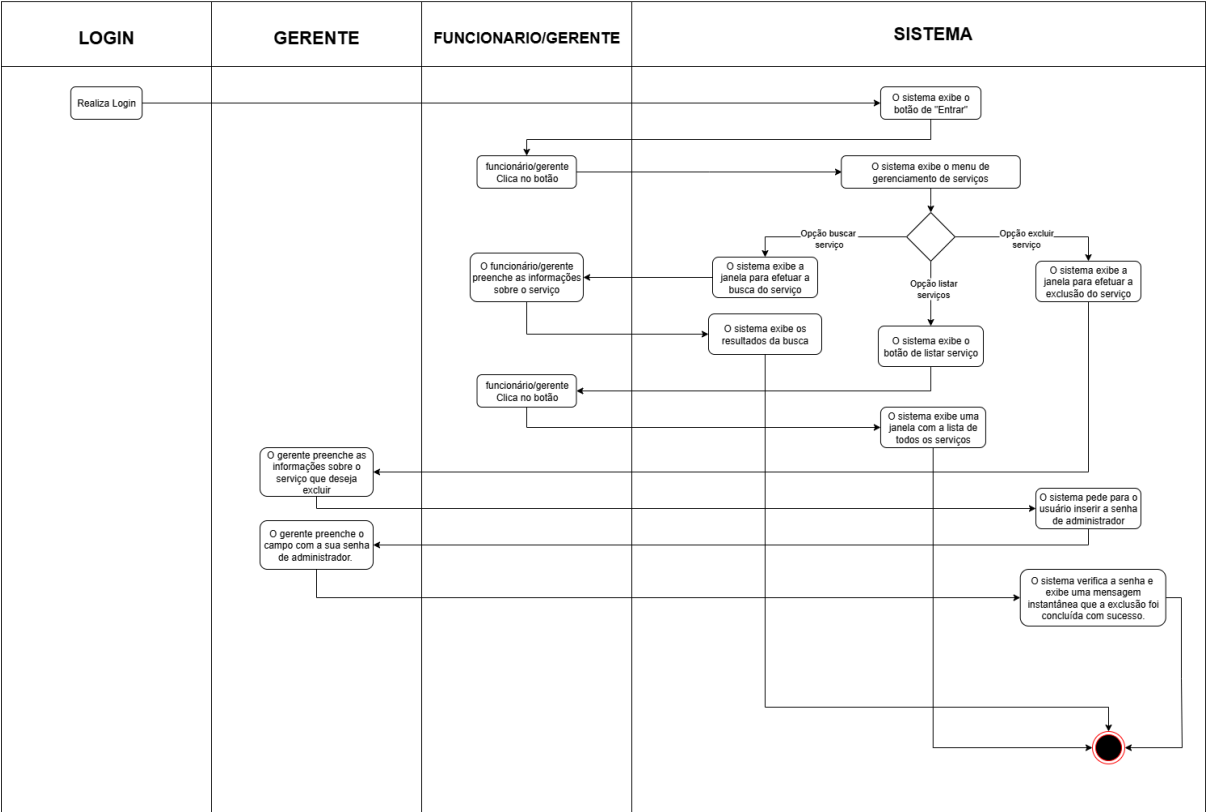 LOGIN
GERENTE
FUNCIONARIO/GERENTE
SISTEMA
Realiza Login
O sistema exibe o
botão de "Entrar"
funcionário/gerente
Clica no botão
O sistema exibe o menu de
gerenciamento de serviços
Opção buscar
serviço
Opção excluir
serviço
Opção listar
serviços
O funcionário/gerente
preenche as informações
sobre o serviço
O sistema exibe a
janela para efetuar a
busca do serviço
O sistema exibe a
janela para efetuar a
exclusão do serviço
O sistema exibe os
resultados da busca
O sistema exibe o
botão de listar serviço
funcionário/gerente
Clica no botão
O sistema exibe uma
janela com a lista de
todos os serviços
O gerente preenche as
informações sobre o
serviço que deseja
excluir
O sistema pede para o
usuário inserir a senha
de administrador
O gerente preenche o
campo com a sua senha
de administrador.
O sistema verifica a senha e
exibe uma mensagem
instantânea que a exclusão foi
concluída com sucesso.